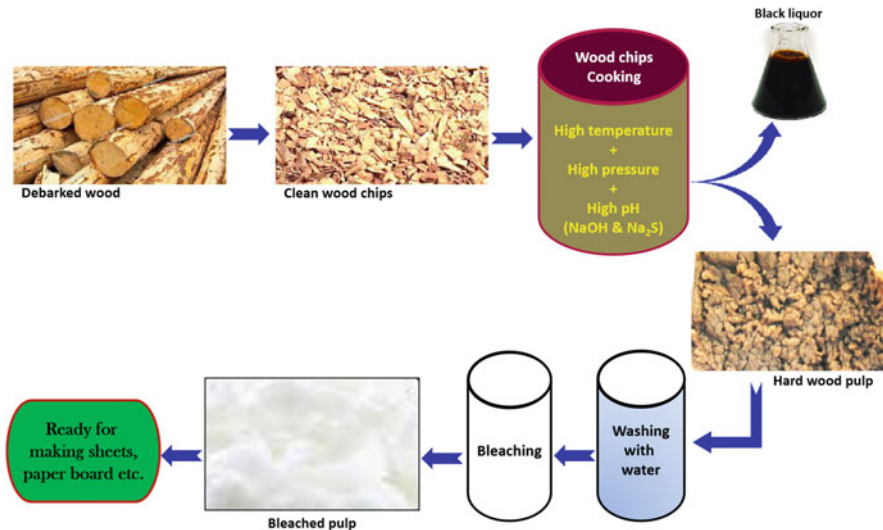 Black liquor
Wood chips
Cooking
High temperature
+
High pressure
+
High pH
(NaOH & Na₂S)
Debarked wood
Clean wood chips
Hard wood pulp
Washing
with
water
Bleaching
Bleached pulp
Ready for
making sheets,
paper board etc.